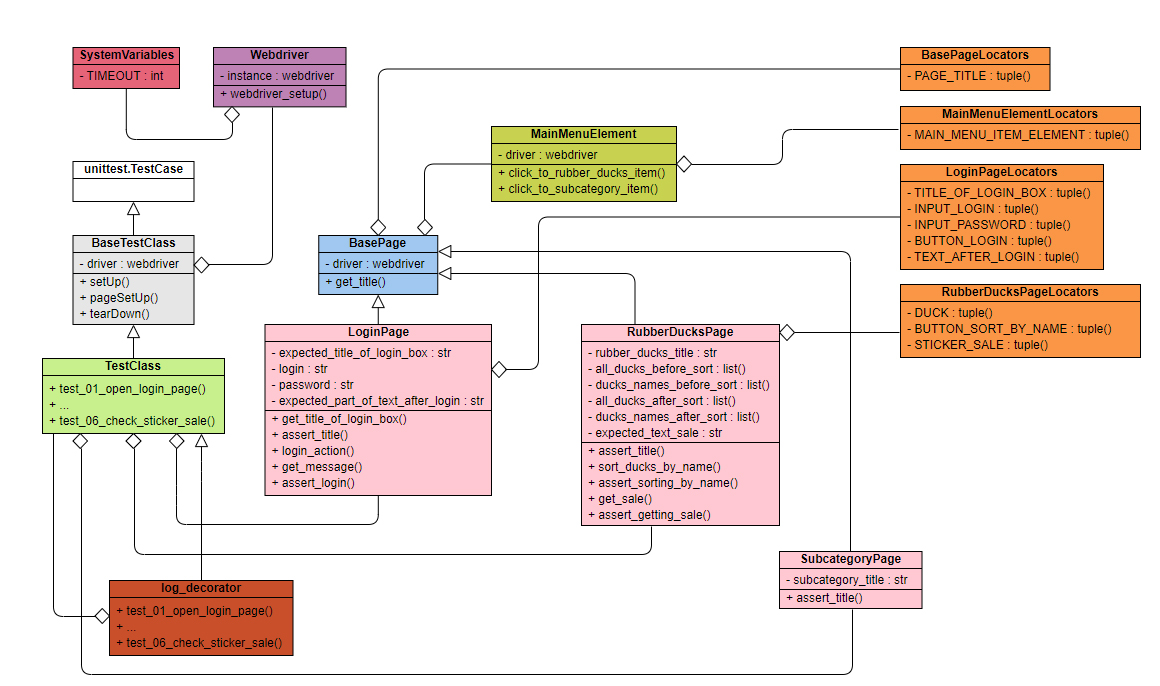 SystemVariables
- TIMEOUT : int
Webdriver
- instance : webdriver
+ webdriver_setup()
BasePageLocators
- PAGE_TITLE : tuple()
MainMenuElementLocators
- MAIN_MENU_ITEM_ELEMENT : tuple()
MainMenuElement
- driver : webdriver
+ click_to_rubber_ducks_item()
+ click_to_subcategory_item()
unittest.TestCase
LoginPageLocators
- TITLE_OF_LOGIN_BOX : tuple()
- INPUT_LOGIN : tuple()
- INPUT_PASSWORD : tuple()
- BUTTON_LOGIN : tuple()
- TEXT_AFTER_LOGIN : tuple()
BaseTestClass
- driver : webdriver
+ setUp()
+ pageSetUp()
+ tearDown()
BasePage
- driver : webdriver
+ get_title()
RubberDucksPageLocators
- DUCK : tuple()
- BUTTON_SORT_BY_NAME : tuple()
- STICKER_SALE : tuple()
LoginPage
- expected_title_of_login_box : str
- login : str
- password : str
- expected_part_of_text_after_login : str
+ get_title_of_login_box()
+ assert_title()
+ login_action()
+ get_message()
+ assert_login()
RubberDucksPage
- rubber_ducks_title : str
- all_ducks_before_sort : list()
- ducks_names_before_sort : list()
- all_ducks_after_sort : list()
- ducks_names_after_sort : list()
- expected_text_sale : str
+ assert_title()
+ sort_ducks_by_name()
+ assert_sorting_by_name()
+ get_sale()
+ assert_getting_sale()
TestClass
+ test_01_open_login_page()
+ ...
+ test_06_check_sticker_sale()
SubcategoryPage
- subcategory_title : str
+ assert_title()
log_decorator
+ test_01_open_login_page()
+ ...
+ test_06_check_sticker_sale()